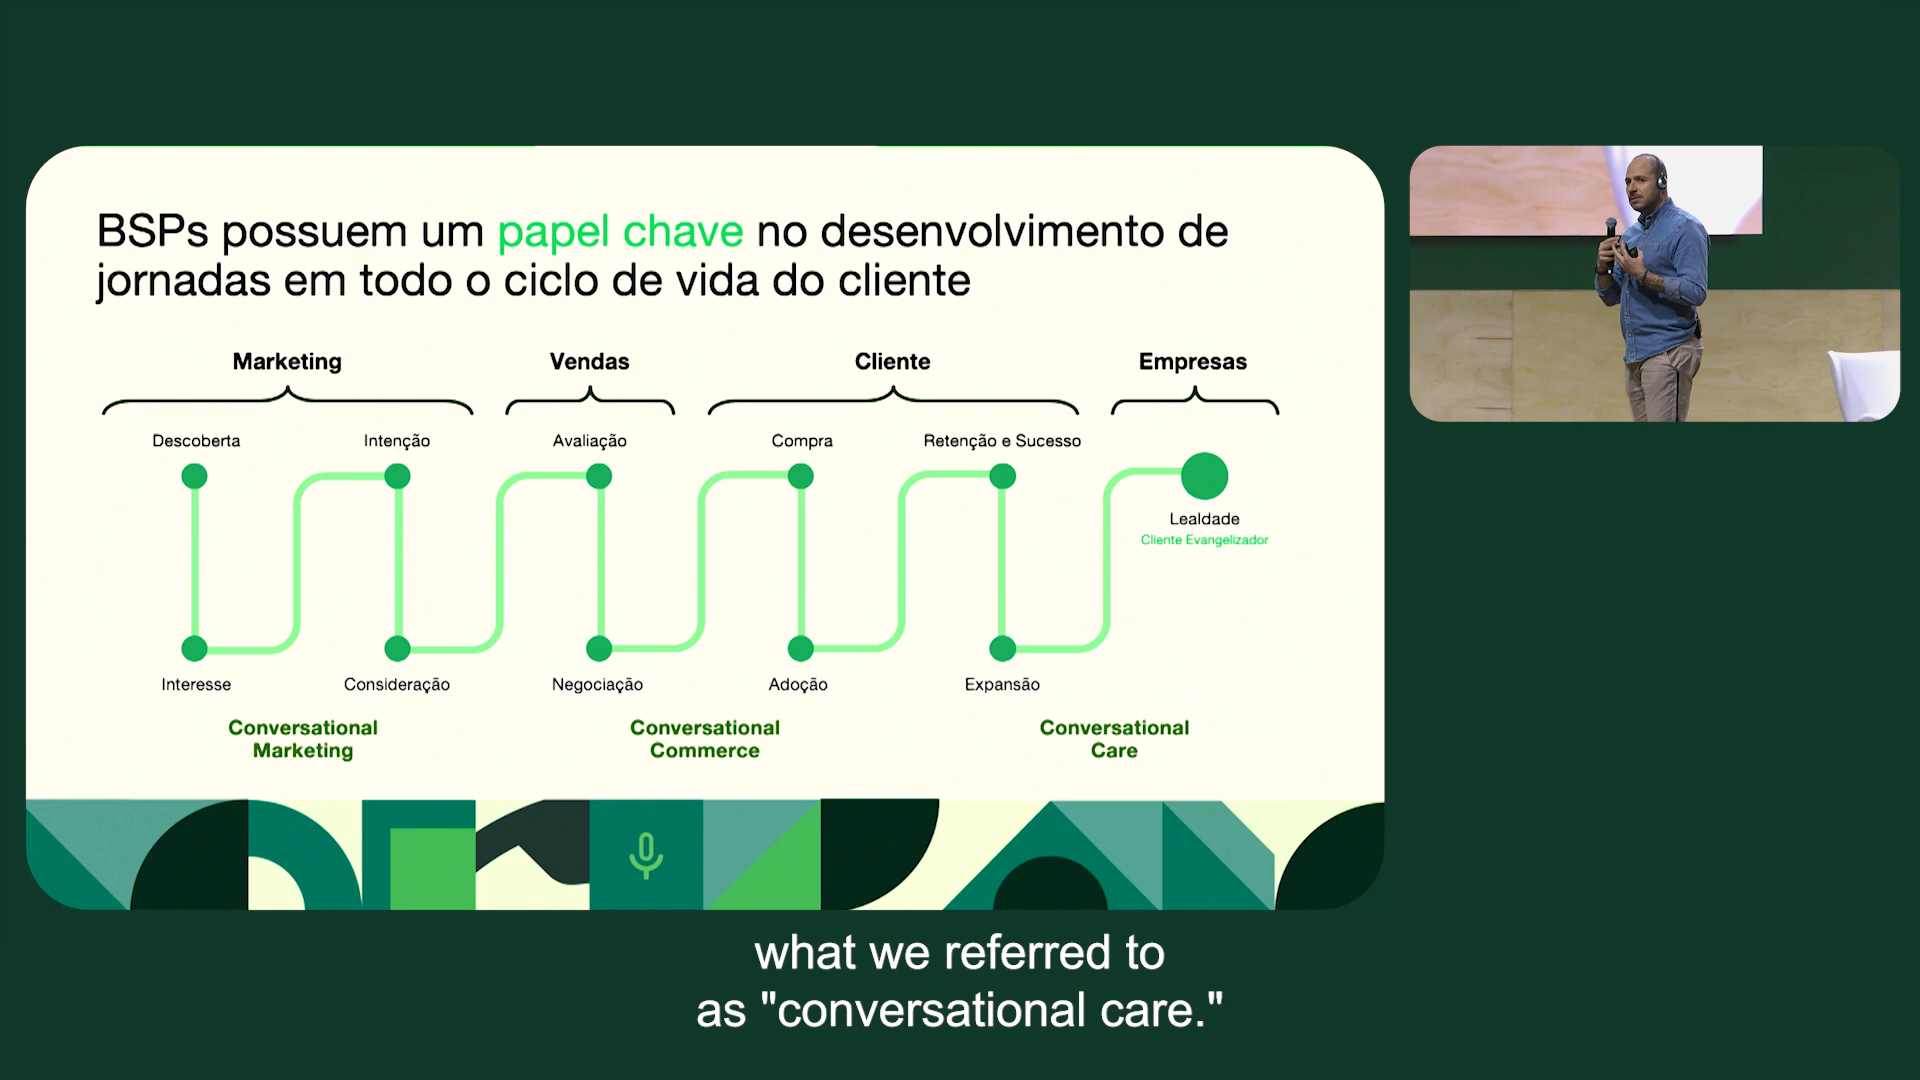 BSPs possuem um papel chave no desenvolvimento de
jornadas em todo o ciclo de vida do cliente
Marketing
Vendas
Cliente
Empresas
Descoberta
Intenção
Avaliação
Compra
Retenção e Sucesso
Lealdade
Cliente Evangelizador
Interesse
Consideração
Negociação
Adoção
Expansão
Conversational
Marketing
Conversational
Commerce
Conversational
Care
what we referred to
as "conversational care."